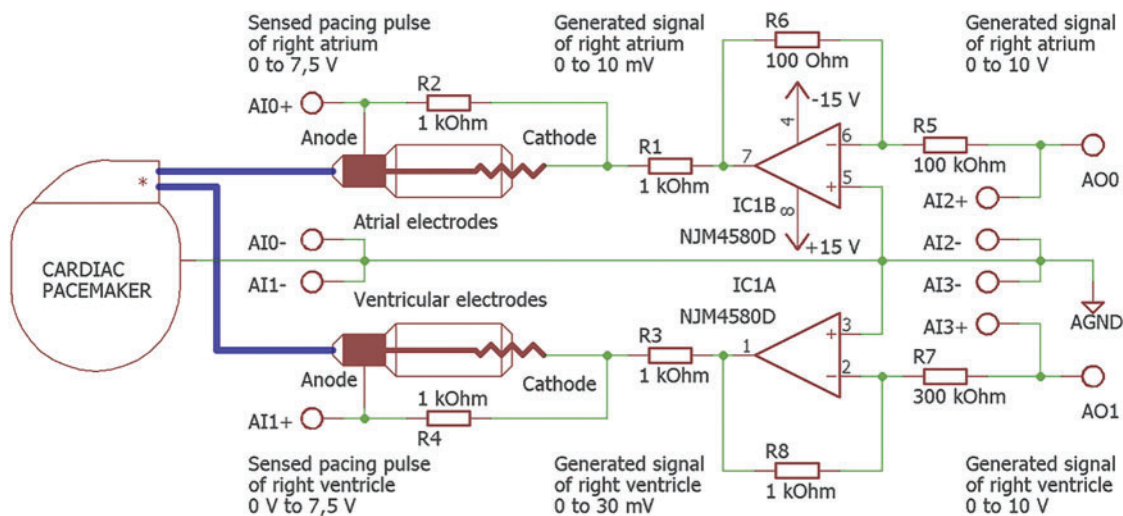 Sensed pacing pulse
of right atrium
0 to 7,5 V
Generated signal
of right atrium
0 to 10 mV
R6
100 Ohm
Generated signal
of right atrium
0 to 10 V
AI0+
R2
1 kOhm
Anode
Cathode
R1
1 kOhm
-15 V
4
7
6
5
8
+15 V
IC1B
NJM4580D
R5
100 kOhm
AO0
AI2+
*
Atrial electrodes
AI0-
AI1-
AI2-
AI3-
CARDIAC
PACEMAKER
Ventricular electrodes
IC1A
NJM4580D
AGND
AI3+
Anode
Cathode
R3
1 kOhm
1
3
2
R7
300 kOhm
AO1
AI1+
1 kOhm
R4
R8
1 kOhm
Sensed pacing pulse
of right ventricle
0 V to 7,5 V
Generated signal
of right ventricle
0 to 30 mV
Generated signal
of right ventricle
0 to 10 V